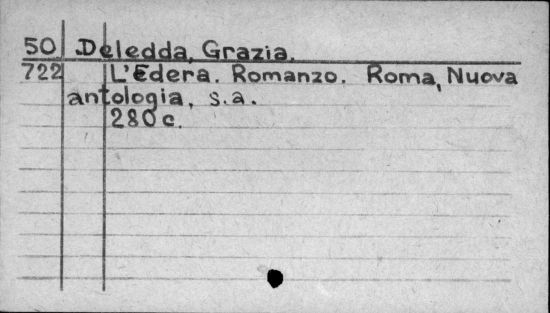 50 Deledda, Grazia.
722 L'Edera. Romanzo. Roma, Nuova
antologia, s.a.
280 c.